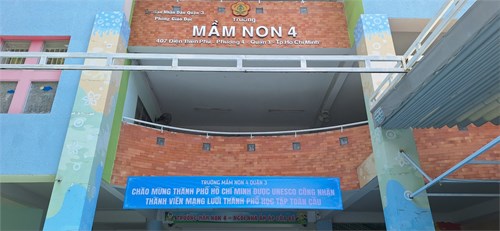 Phòng Giáo Dục
Trường
MẦM NON 4
407 Điện Biên Phủ - Phường 4 - Quận 3 - Tp.Hồ Chí Minh
TRƯỜNG MẦM NON 4 QUẬN 3
CHÀO MỪNG THÀNH PHỐ HỒ CHÍ MINH ĐƯỢC UNESCO CÔNG NHẬN
THÀNH VIÊN MẠNG LƯỚI THÀNH PHỐ HỌC TẬP TOÀN CẦU